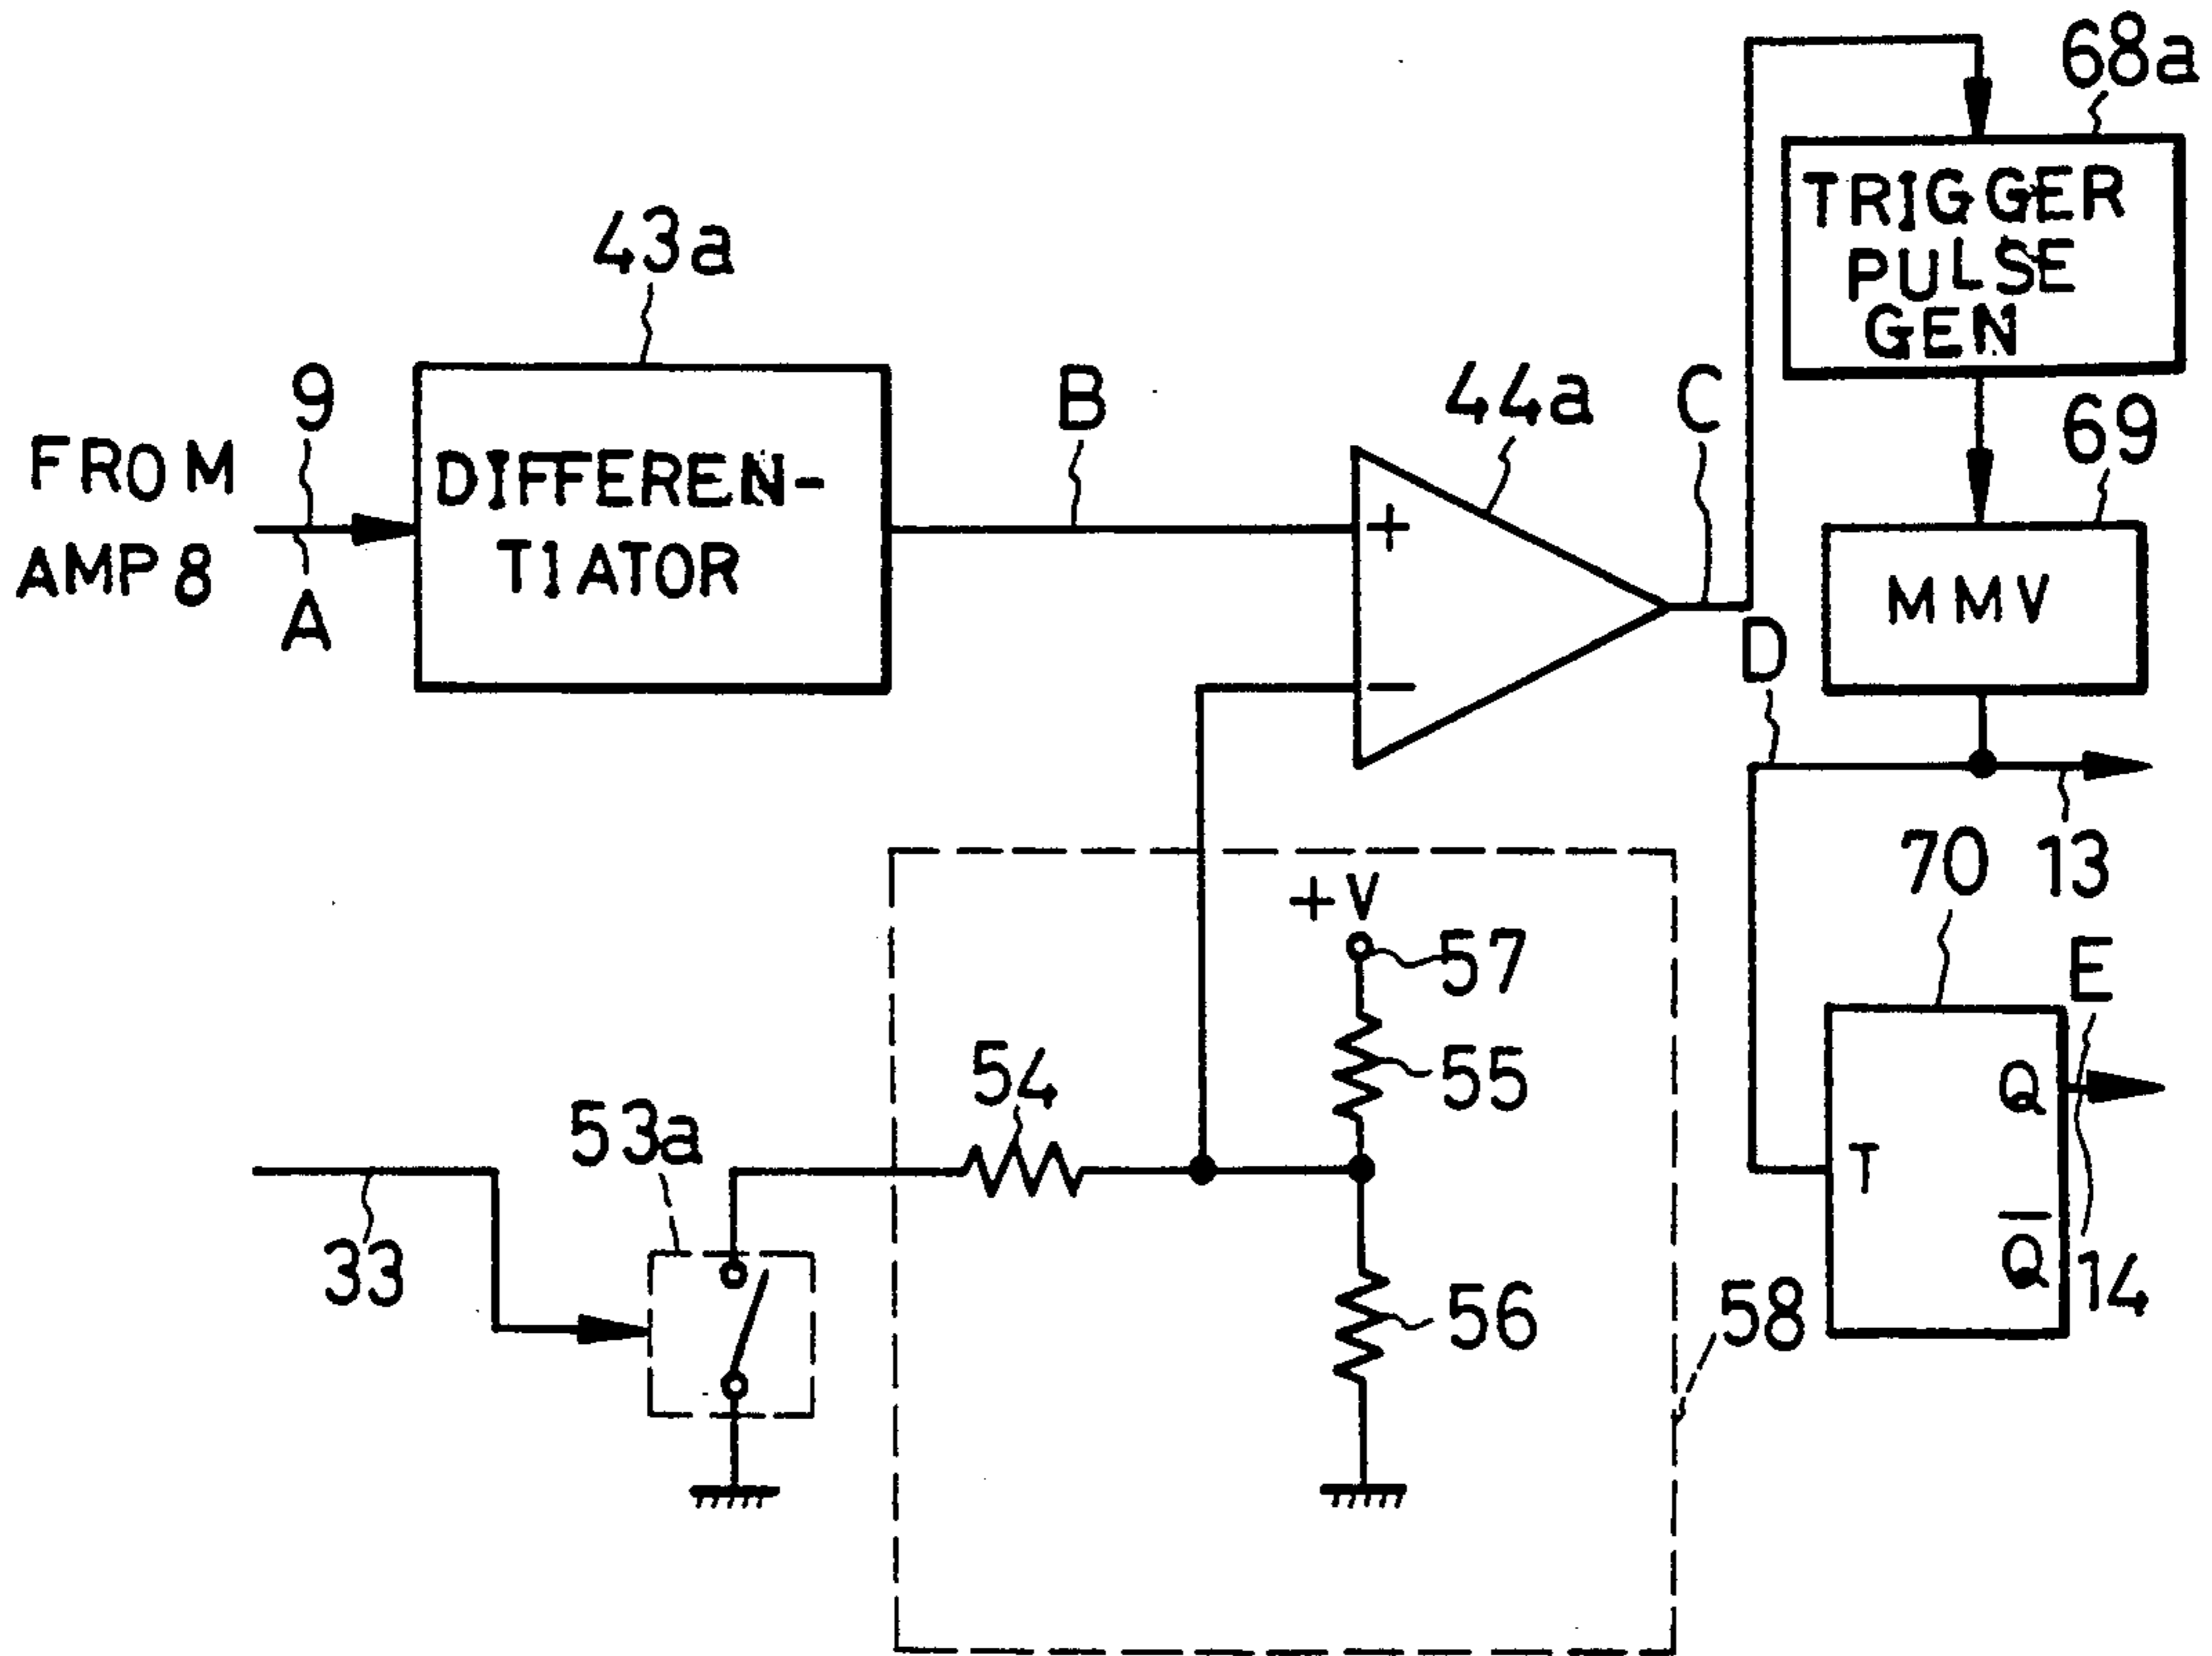 68a
TRIGGER
PULSE
GEN
43a
9
FROM
AMP 8
A
DIFFEREN-
TIATOR
B
44a
C
+
−
69
MMV
D
13
70
E
T
Q
Q̅
14
+V
57
55
54
56
58
53a
33